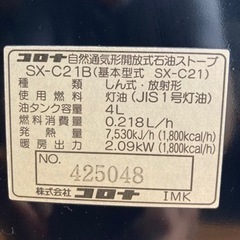 コロナ 自然通気形開放式石油ストーブ
SX-C21B(基本型式 SX-C21)
種類 しん式・放射形
使用燃料 灯油(JIS1号灯油)
油タンク容量 4L
燃料消費量 0.218L/h
発熱量 7,530kJ/h(1,800kcal/h)
暖房出力 2.09kW(1,800kcal/h)
NO.
425048
株式会社 コロナ IMK